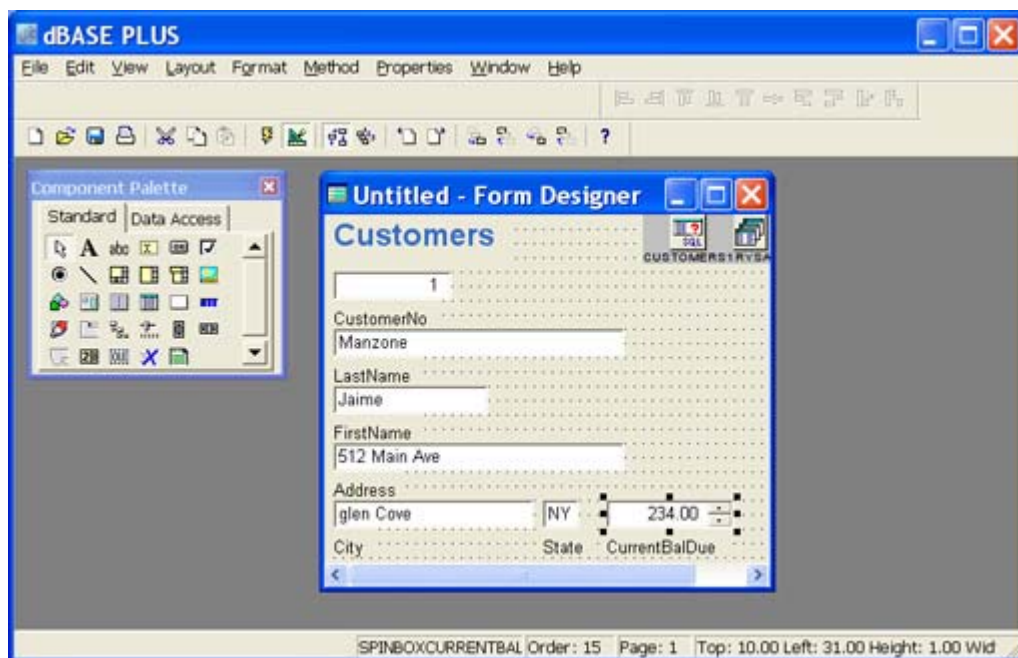 dBASE PLUS
File Edit View Layout Format Method Properties Window Help
Component Palette
Standard Data Access
Untitled - Form Designer
Customers
SQL
CUSTOMERS1
1
CustomerNo
Manzone
LastName
Jaime
FirstName
512 Main Ave
Address
glen Cove NY 234.00
City State CurrentBalDue
SPINBOXCURRENTBAL Order: 15 Page: 1 Top: 10.00 Left: 31.00 Height: 1.00 Wid